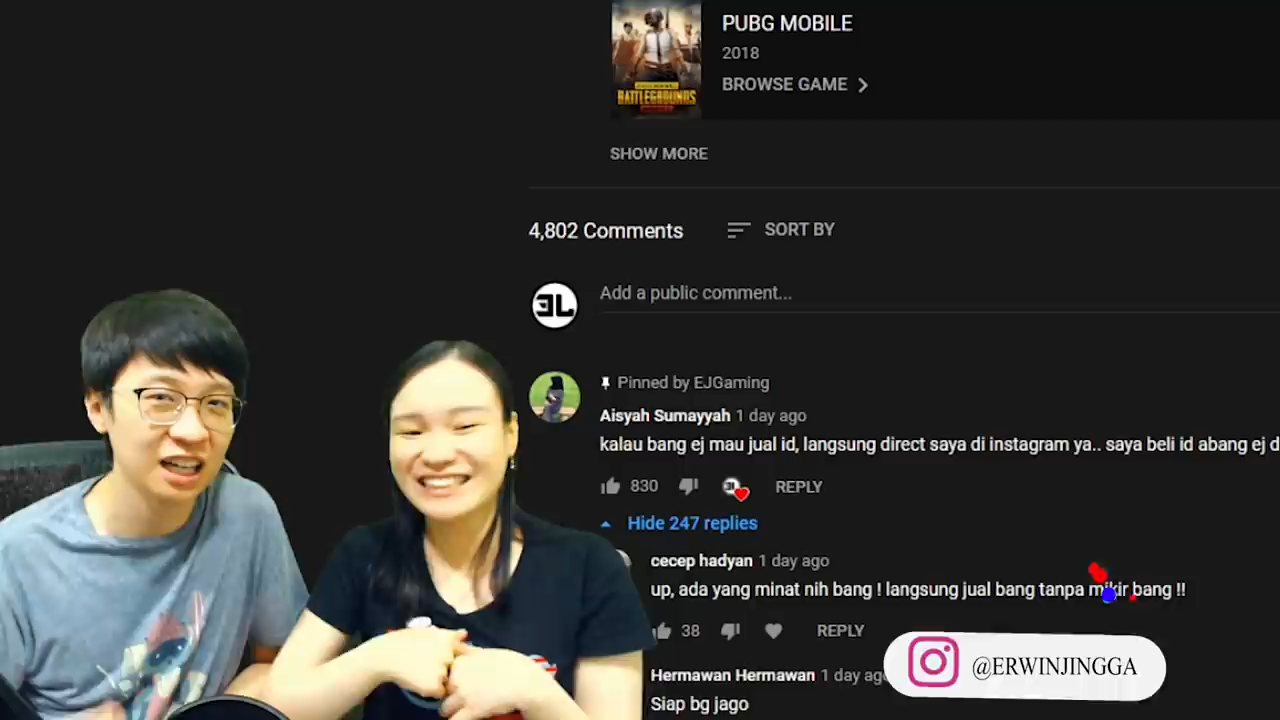 PUBG MOBILE
2018
BROWSE GAME
BATTLEGROUNDS
SHOW MORE
4,802 Comments
SORT BY
Add a public comment...
Pinned by EJGaming
Aisyah Sumayyah 1 day ago
kalau bang ej mau jual id, langsung direct saya di instagram ya.. saya beli id abang ej d
830
REPLY
Hide 247 replies
cecep hadyan 1 day ago
up, ada yang minat nih bang ! langsung jual bang tanpa mikir bang !!
38
REPLY
@ERWINJINGGA
Hermawan Hermawan 1 day ag
Siap bg jago